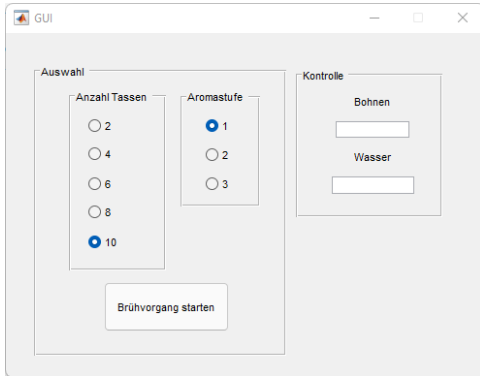 GUI
Auswahl
Anzahl Tassen
2
4
6
8
10
Aromastufe
1
2
3
Brühvorgang starten
Kontrolle
Bohnen
Wasser